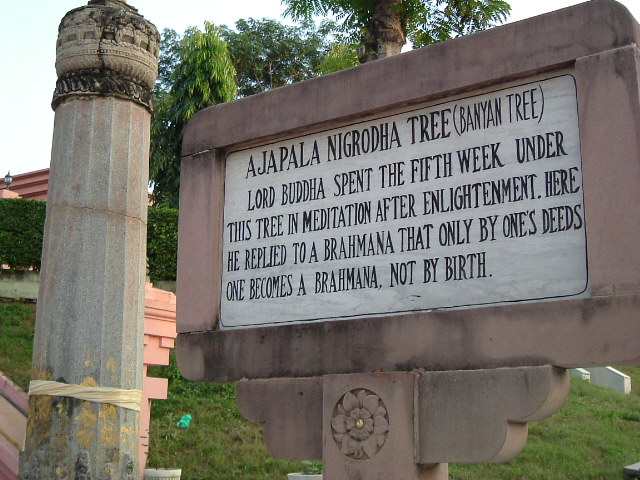 AJAPALA NIGRODHA TREE (BANYAN TREE)
LORD BUDDHA SPENT THE FIFTH WEEK UNDER
THIS TREE IN MEDITATION AFTER ENLIGHTENMENT. HERE
HE REPLIED TO A BRAHMANA THAT ONLY BY ONE'S DEEDS
ONE BECOMES A BRAHMANA, NOT BY BIRTH.